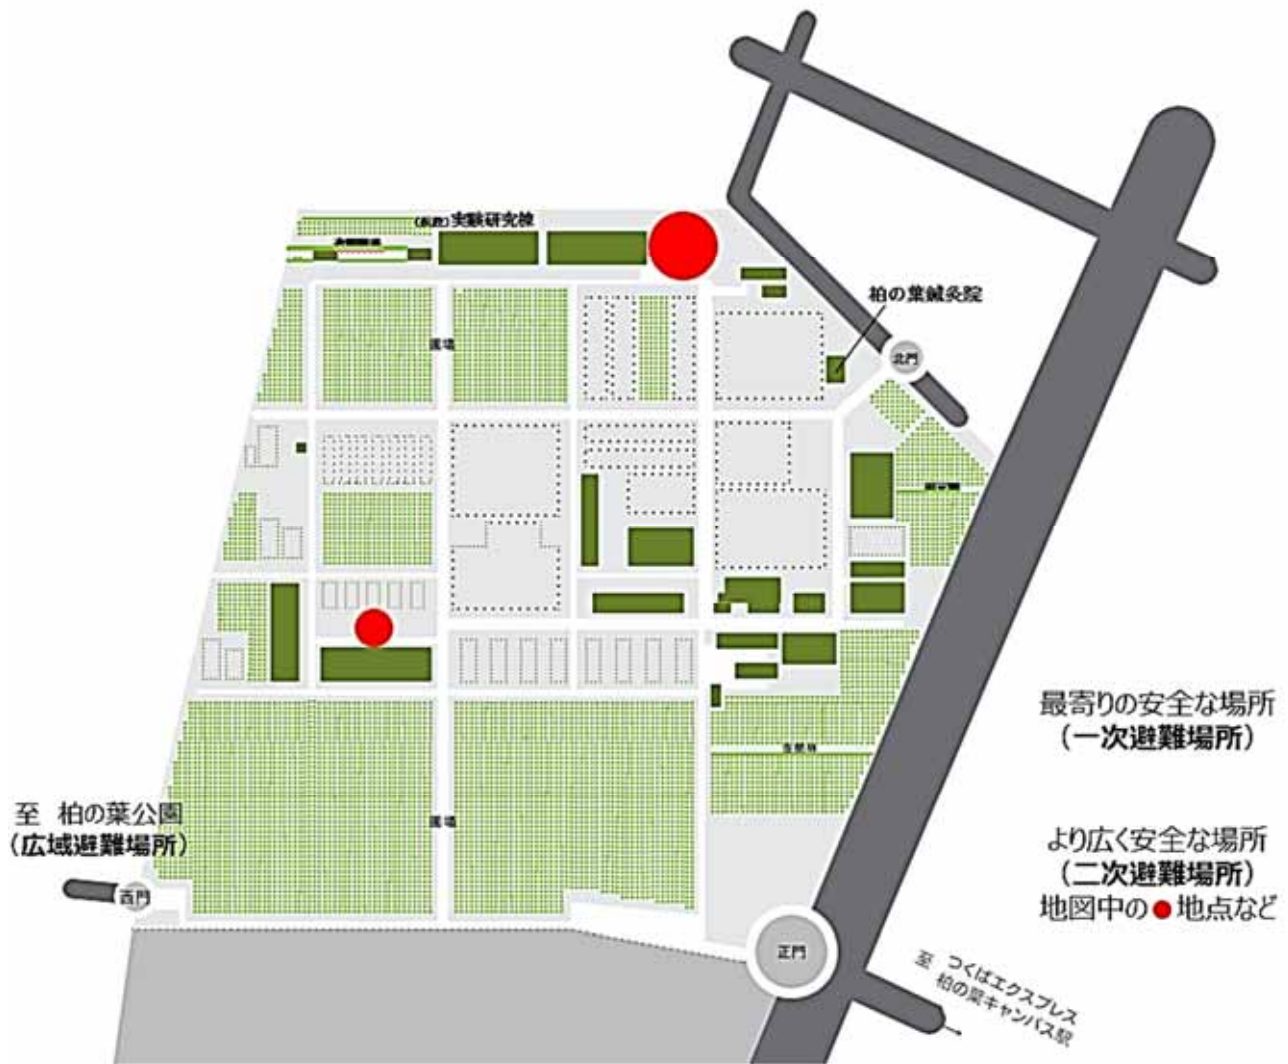 実験研究棟
柏の葉鍼灸院
北門
圃場
最寄りの安全な場所
(一次避難場所)
至 柏の葉公園
(広域避難場所)
圃場
より広く安全な場所
(二次避難場所)
地図中の●地点など
西門
正門
至 つくばエクスプレス
柏の葉キャンパス駅